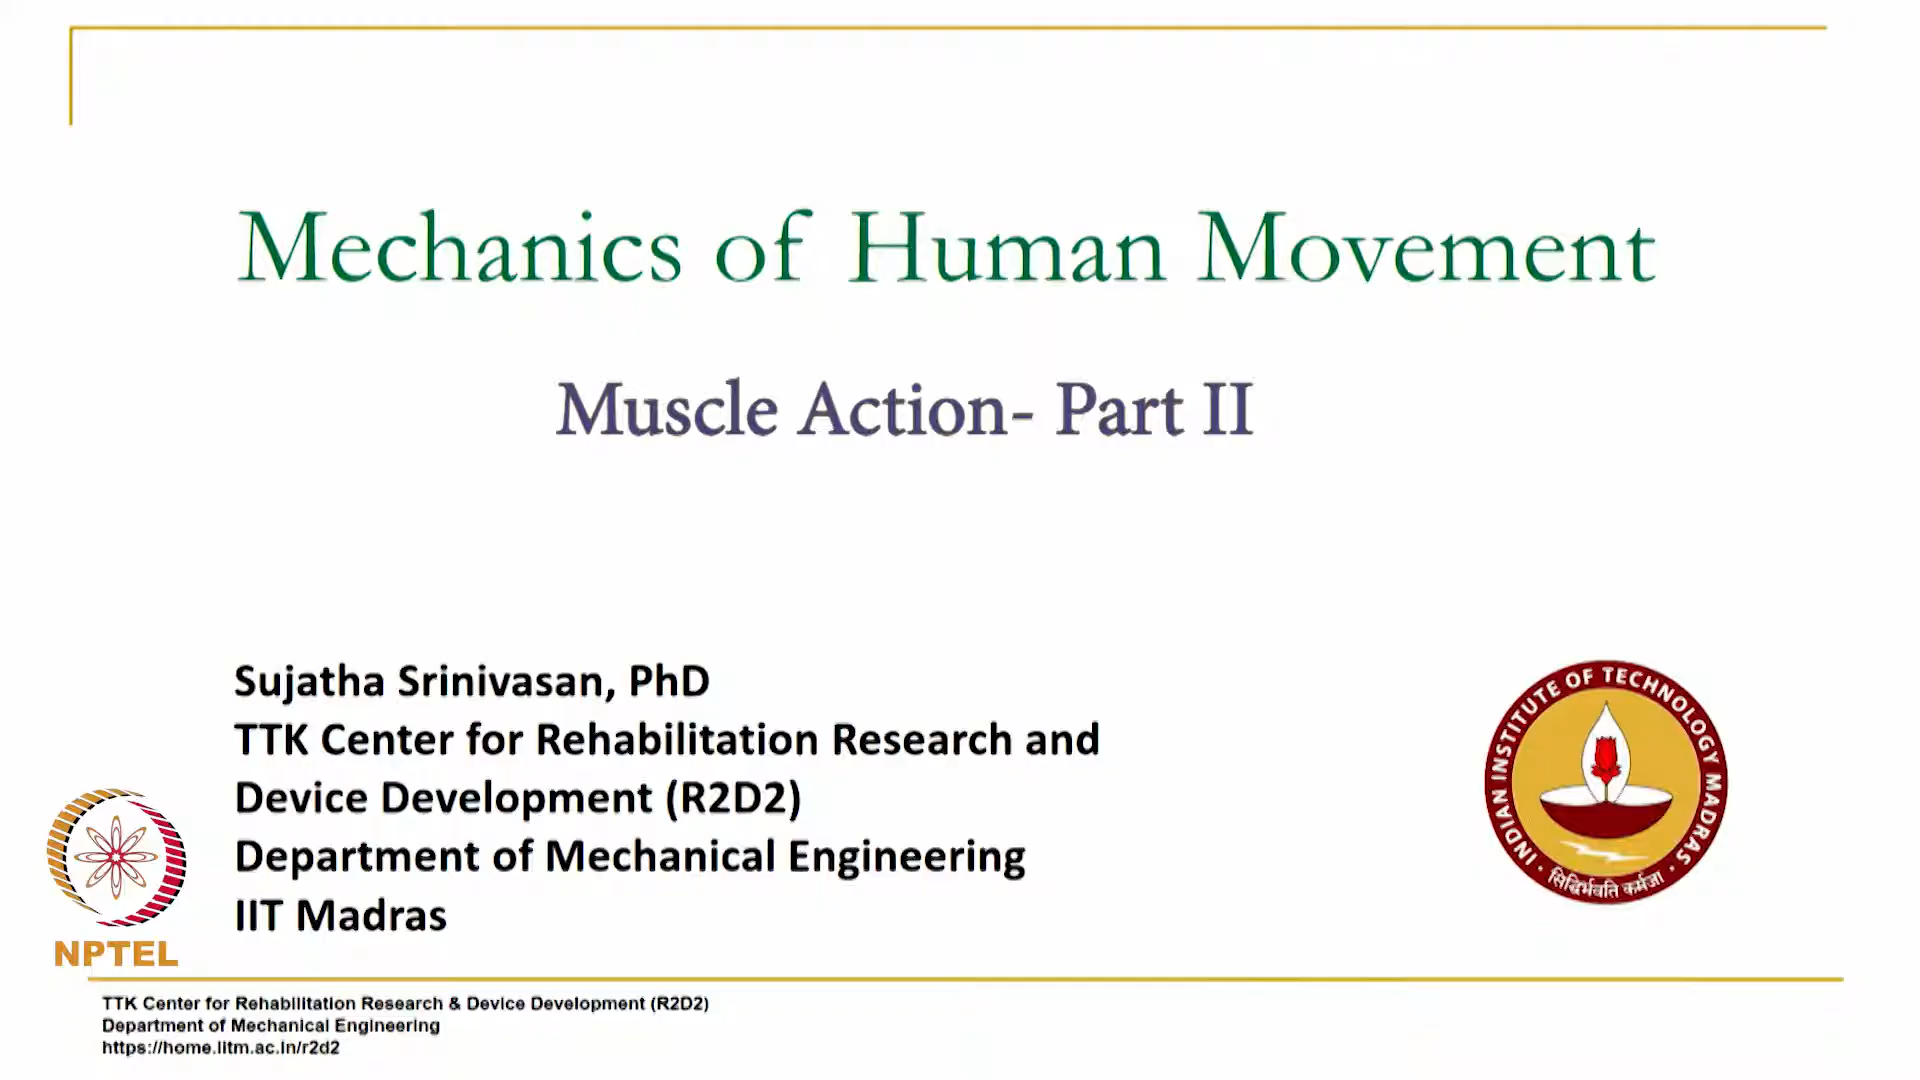 Mechanics of Human Movement
Muscle Action- Part II
Sujatha Srinivasan, PhD
TTK Center for Rehabilitation Research and
Device Development (R2D2)
Department of Mechanical Engineering
IIT Madras
INDIAN INSTITUTE OF TECHNOLOGY MADRAS
सिद्धिर्भवति कर्मजा
NPTEL
TTK Center for Rehabilitation Research & Device Development (R2D2)
Department of Mechanical Engineering
https://home.iitm.ac.in/r2d2